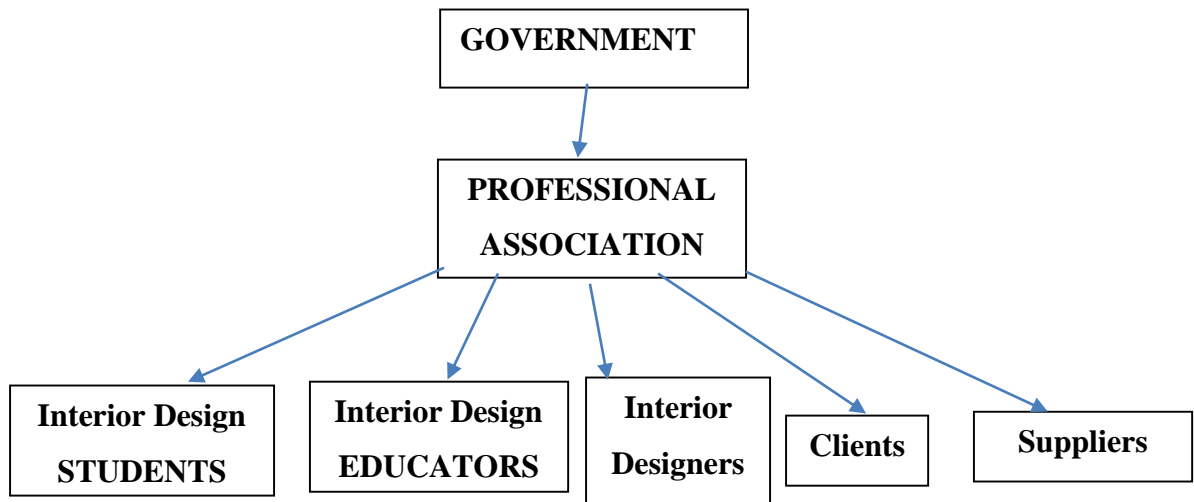 GOVERNMENT
PROFESSIONAL
ASSOCIATION
Interior Design
STUDENTS
Interior Design
EDUCATORS
Interior
Designers
Clients
Suppliers